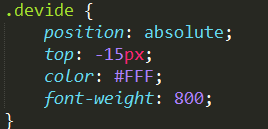 .devide {
position: absolute;
top: -15px;
color: #FFF;
font-weight: 800;
}